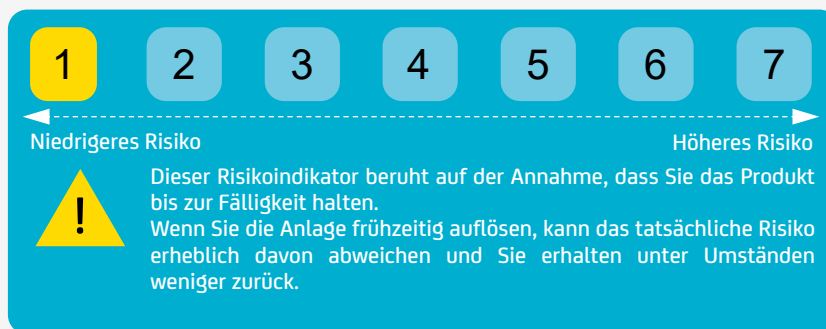 1 2 3 4 5 6 7
Niedrigeres Risiko Höheres Risiko
!
Dieser Risikoindikator beruht auf der Annahme, dass Sie das Produkt
bis zur Fälligkeit halten.
Wenn Sie die Anlage frühzeitig auflösen, kann das tatsächliche Risiko
erheblich davon abweichen und Sie erhalten unter Umständen
weniger zurück.